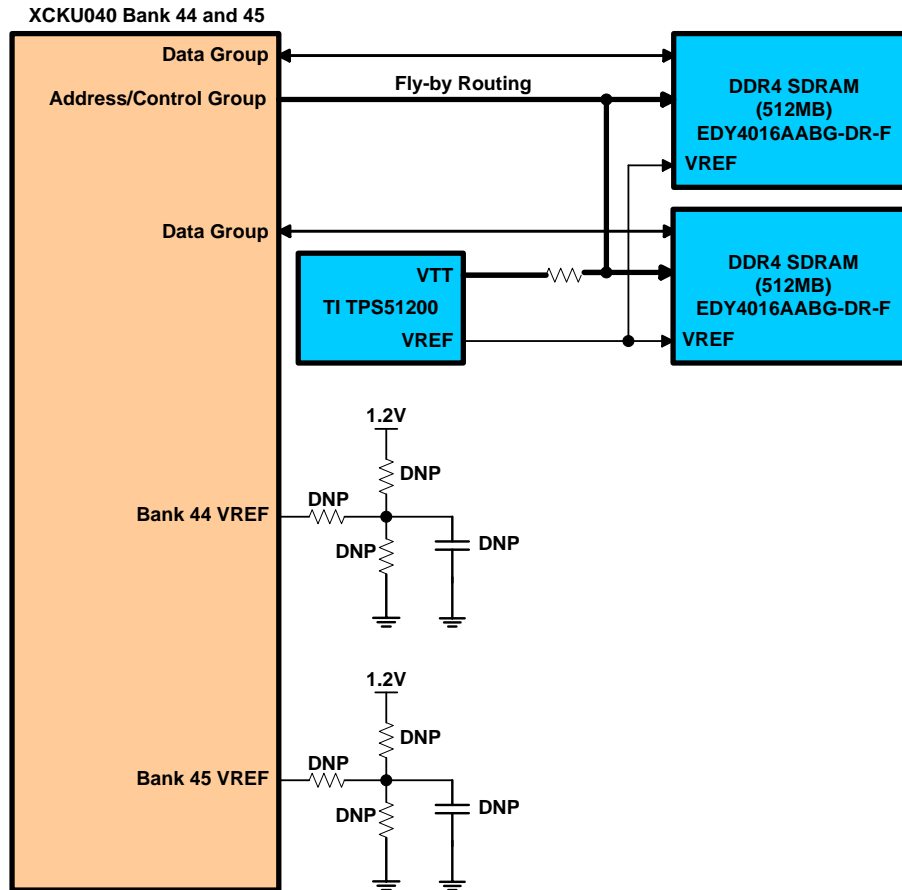 XCKU040 Bank 44 and 45
Data Group
Address/Control Group
Fly-by Routing
DDR4 SDRAM
(512MB)
EDY4016AABG-DR-F
VREF
Data Group
VTT
TI TPS51200
VREF
DDR4 SDRAM
(512MB)
EDY4016AABG-DR-F
VREF
1.2V
DNP
DNP
Bank 44 VREF
DNP
DNP
1.2V
DNP
DNP
Bank 45 VREF
DNP
DNP